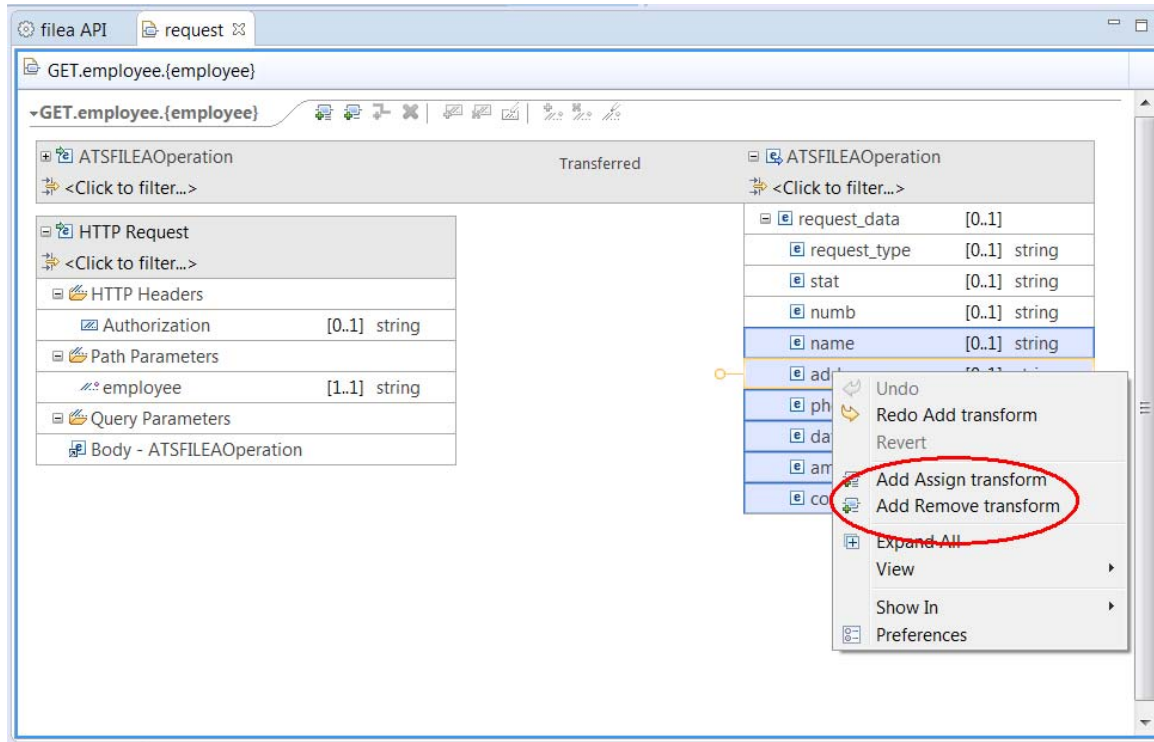 filea API
request
GET.employee.{employee}
GET.employee.{employee}
ATSFILEAOperation
<Click to filter...>
Transferred
ATSFILEAOperation
<Click to filter...>
HTTP Request
<Click to filter...>
HTTP Headers
Authorization [0..1] string
Path Parameters
employee [1..1] string
Query Parameters
Body - ATSFILEAOperation
request_data [0..1]
request_type [0..1] string
stat [0..1] string
numb [0..1] string
name [0..1] string
Undo
Redo Add transform
Revert
Add Assign transform
Add Remove transform
Expand All
View
Show In
Preferences